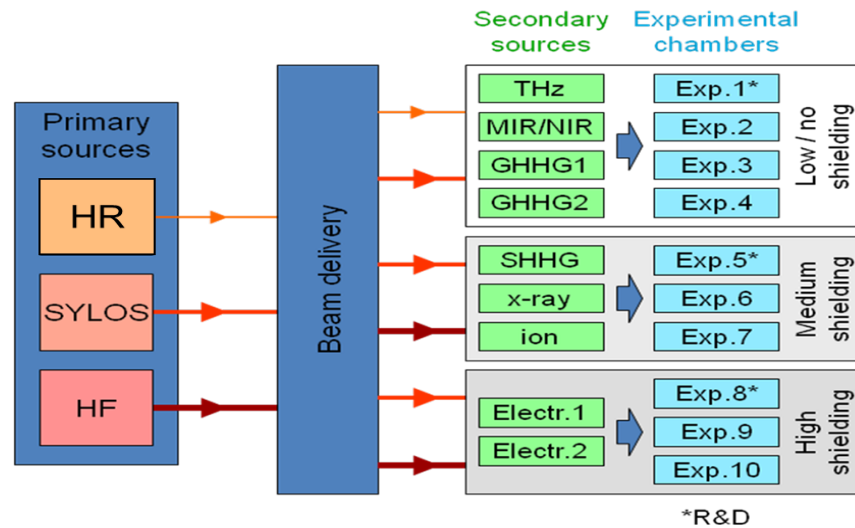 Primary
sources
HR
SYLOS
HF
Beam delivery
Secondary
sources
Experimental
chambers
THz
MIR/NIR
GHHG1
GHHG2
Exp.1*
Exp.2
Exp.3
Exp.4
Low / no
shielding
SHHG
x-ray
ion
Exp.5*
Exp.6
Exp.7
Medium
shielding
Electr.1
Electr.2
Exp.8*
Exp.9
Exp.10
High
shielding
*R&D